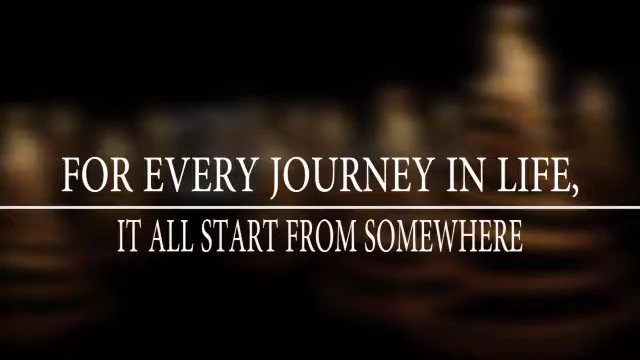 FOR EVERY JOURNEY IN LIFE,
IT ALL START FROM SOMEWHERE